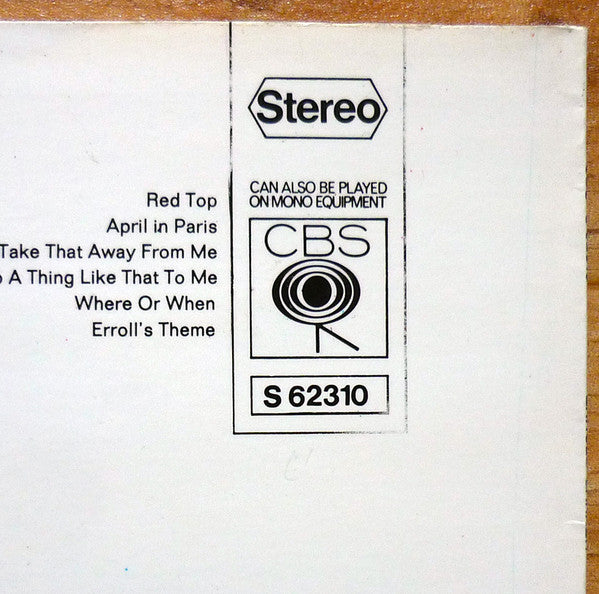 Stereo
CAN ALSO BE PLAYED
ON MONO EQUIPMENT
Red Top
April in Paris
Take That Away From Me
A Thing Like That To Me
Where Or When
Erroll's Theme
CBS
S 62310